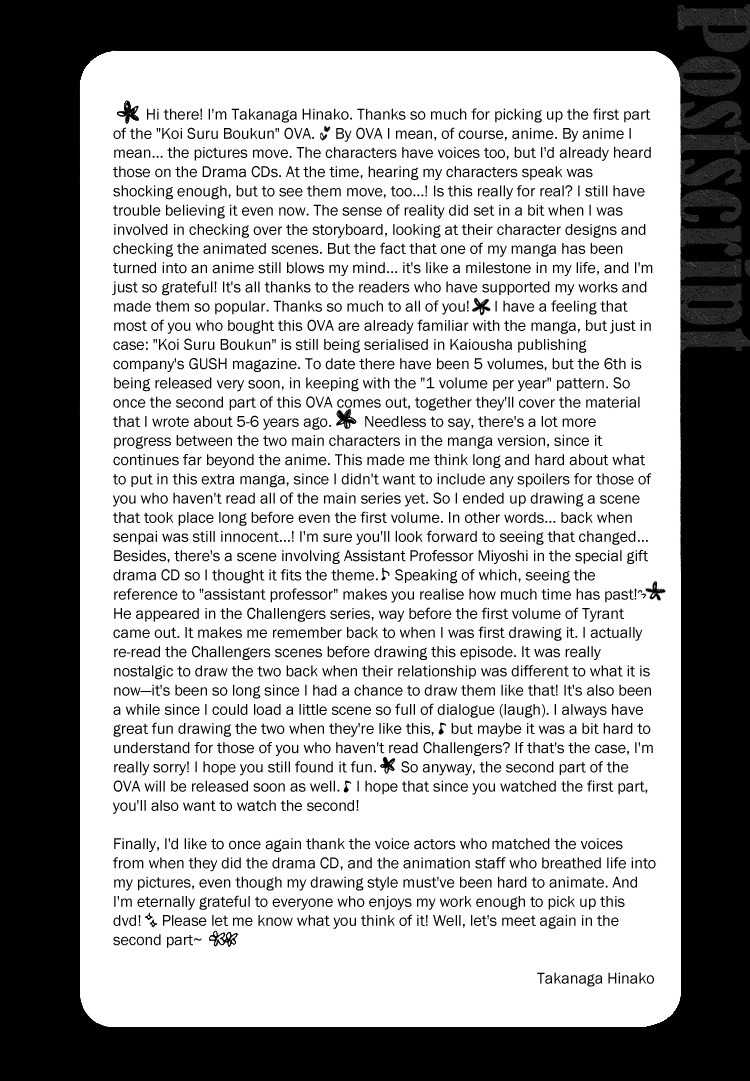 Postscript
Hi there! I'm Takanaga Hinako. Thanks so much for picking up the first part
of the "Koi Suru Boukun" OVA. By OVA I mean, of course, anime. By anime I
mean... the pictures move. The characters have voices too, but I'd already heard
those on the Drama CDs. At the time, hearing my characters speak was
shocking enough, but to see them move, too...! Is this really for real? I still have
trouble believing it even now. The sense of reality did set in a bit when I was
involved in checking over the storyboard, looking at their character designs and
checking the animated scenes. But the fact that one of my manga has been
turned into an anime still blows my mind... it's like a milestone in my life, and I'm
just so grateful! It's all thanks to the readers who have supported my works and
made them so popular. Thanks so much to all of you! I have a feeling that
most of you who bought this OVA are already familiar with the manga, but just in
case: "Koi Suru Boukun" is still being serialised in Kaiousha publishing
company's GUSH magazine. To date there have been 5 volumes, but the 6th is
being released very soon, in keeping with the "1 volume per year" pattern. So
once the second part of this OVA comes out, together they'll cover the material
that I wrote about 5-6 years ago. Needless to say, there's a lot more
progress between the two main characters in the manga version, since it
continues far beyond the anime. This made me think long and hard about what
to put in this extra manga, since I didn't want to include any spoilers for those of
you who haven't read all of the main series yet. So I ended up drawing a scene
that took place long before even the first volume. In other words... back when
senpai was still innocent...! I'm sure you'll look forward to seeing that changed...
Besides, there's a scene involving Assistant Professor Miyoshi in the special gift
drama CD so I thought it fits the theme.♪ Speaking of which, seeing the
reference to "assistant professor" makes you realise how much time has past!~
He appeared in the Challengers series, way before the first volume of Tyrant
came out. It makes me remember back to when I was first drawing it. I actually
re-read the Challengers scenes before drawing this episode. It was really
nostalgic to draw the two back when their relationship was different to what it is
now—it's been so long since I had a chance to draw them like that! It's also been
a while since I could load a little scene so full of dialogue (laugh). I always have
great fun drawing the two when they're like this,♪ but maybe it was a bit hard to
understand for those of you who haven't read Challengers? If that's the case, I'm
really sorry! I hope you still found it fun. So anyway, the second part of the
OVA will be released soon as well.♪ I hope that since you watched the first part,
you'll also want to watch the second!
Finally, I'd like to once again thank the voice actors who matched the voices
from when they did the drama CD, and the animation staff who breathed life into
my pictures, even though my drawing style must've been hard to animate. And
I'm eternally grateful to everyone who enjoys my work enough to pick up this
dvd! Please let me know what you think of it! Well, let's meet again in the
second part~
Takanaga Hinako